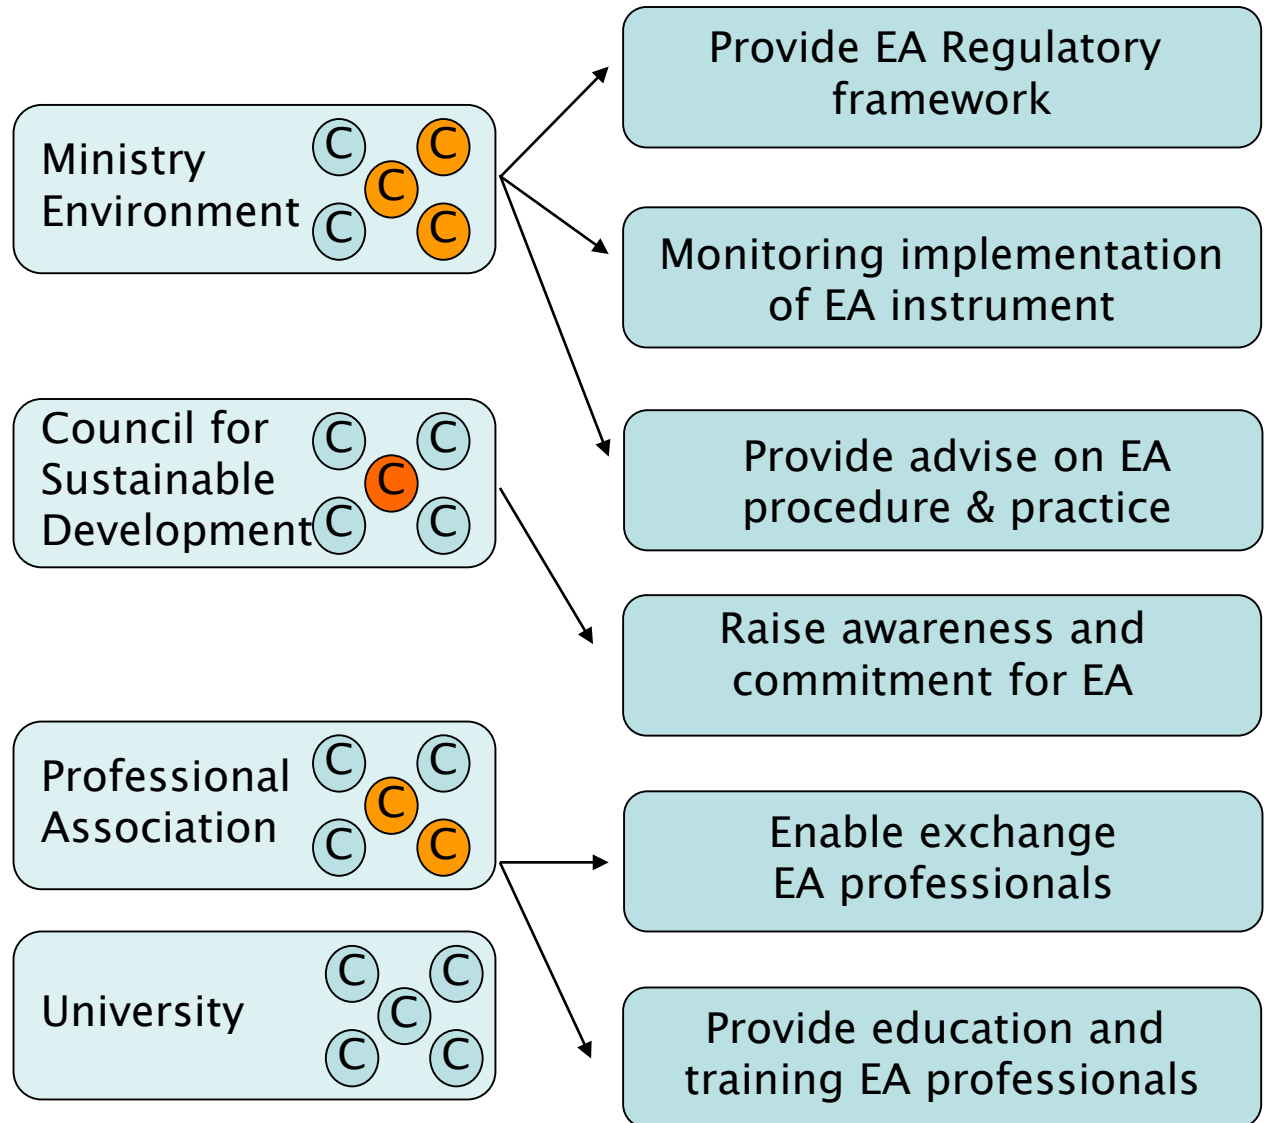 Ministry
Environment
C
C
C
C
C
Council for
Sustainable
Development
C
C
C
C
C
Professional
Association
C
C
C
C
C
University
C
C
C
C
C
Provide EA Regulatory
framework
Monitoring implementation
of EA instrument
Provide advise on EA
procedure & practice
Raise awareness and
commitment for EA
Enable exchange
EA professionals
Provide education and
training EA professionals